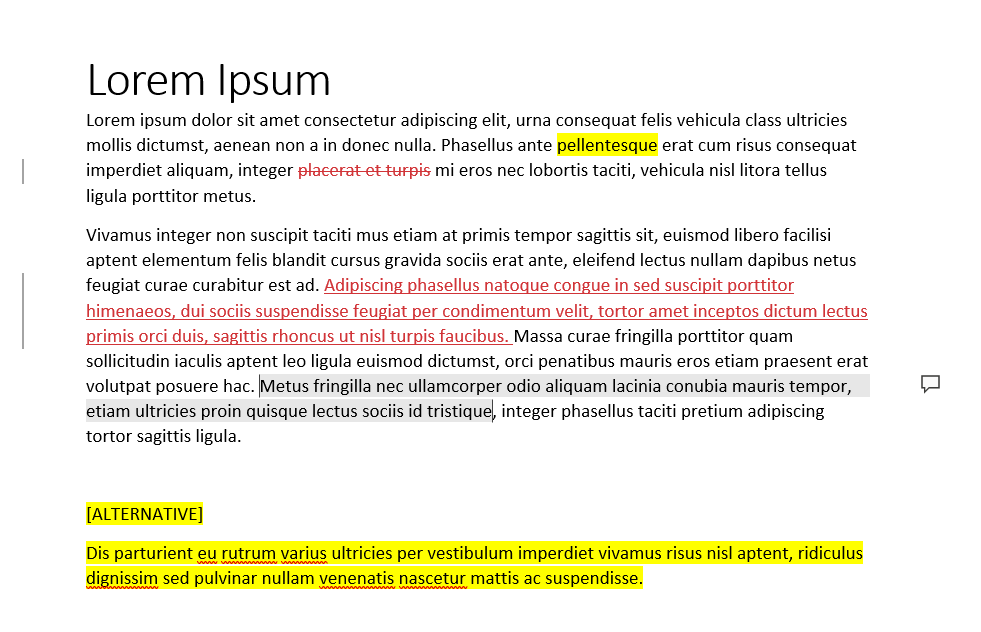 Lorem Ipsum
Lorem ipsum dolor sit amet consectetur adipiscing elit, urna consequat felis vehicula class ultricies
mollis dictumst, aenean non a in donec nulla. Phasellus ante pellentesque erat cum risus consequat
imperdiet aliquam, integer placerat et turpis mi eros nec lobortis taciti, vehicula nisl litora tellus
ligula porttitor metus.
Vivamus integer non suscipit taciti mus etiam at primis tempor sagittis sit, euismod libero facilisi
aptent elementum felis blandit cursus gravida sociis erat ante, eleifend lectus nullam dapibus netus
feugiat curae curabitur est ad. Adipiscing phasellus natoque congue in sed suscipit porttitor
himenaeos, dui sociis suspendisse feugiat per condimentum velit, tortor amet inceptos dictum lectus
primis orci duis, sagittis rhoncus ut nisl turpis faucibus. Massa curae fringilla porttitor quam
sollicitudin iaculis aptent leo ligula euismod dictumst, orci penatibus mauris eros etiam praesent erat
volutpat posuere hac. Metus fringilla nec ullamcorper odio aliquam lacinia conubia mauris tempor,
etiam ultricies proin quisque lectus sociis id tristique, integer phasellus taciti pretium adipiscing
tortor sagittis ligula.
[ALTERNATIVE]
Dis parturient eu rutrum varius ultricies per vestibulum imperdiet vivamus risus nisl aptent, ridiculus
dignissim sed pulvinar nullam venenatis nascetur mattis ac suspendisse.